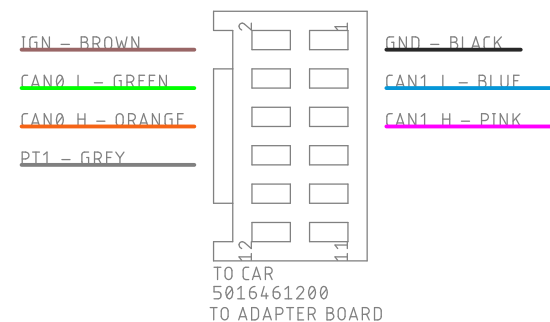 2
1
IGN – BROWN
GND – BLACK
CAN0 L – GREEN
CAN1 L – BLUE
CAN0 H – ORANGE
CAN1 H – PINK
PT1 – GREY
12
11
TO CAR
5016461200
TO ADAPTER BOARD